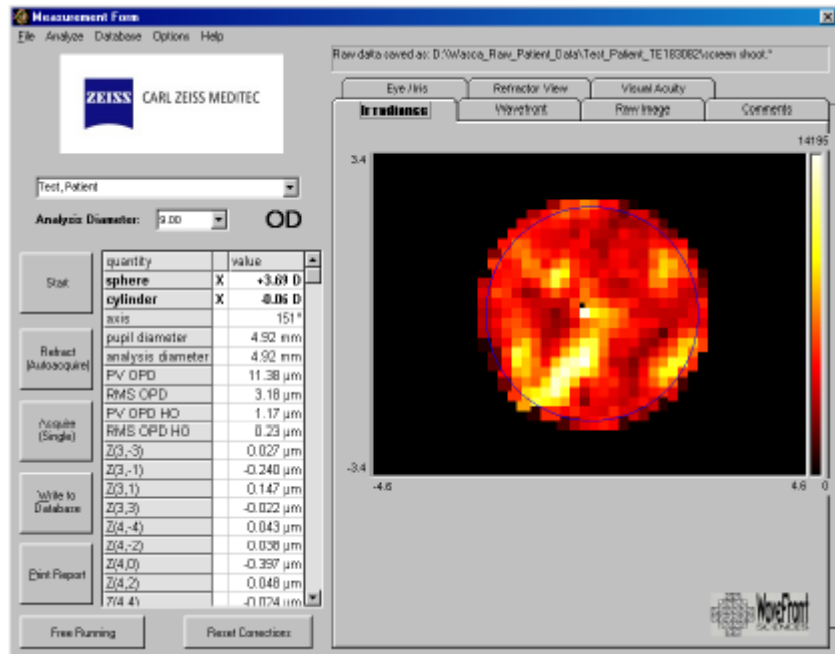 Measurement Form
File Analyze Database Options Help
Raw data saved as: D:\Wasca_Raw_Patient_Data\Test_Patient_TE183082\screen shoot.*
ZEISS CARL ZEISS MEDITEC
Test, Patient
Analysis Diameter: 9.00 OD
Start
Refract (Autoacquire)
Acquire (Single)
Write to Database
Print Report
quantity value
sphere X +3.69 D
cylinder X -0.06 D
axis 151°
pupil diameter 4.92 mm
analysis diameter 4.92 mm
PV OPD 11.38 µm
RMS OPD 3.18 µm
PV OPD HO 1.17 µm
RMS OPD HO 0.23 µm
Z(3,-3) 0.027 µm
Z(3,-1) -0.240 µm
Z(3,1) 0.147 µm
Z(3,3) -0.022 µm
Z(4,-4) 0.043 µm
Z(4,-2) 0.038 µm
Z(4,0) -0.397 µm
Z(4,2) 0.048 µm
Z(4,4) -0.024 µm
Free Running Reset Corrections
Eye /Iris Refractor View Visual Acuity
Irradiance Wavefront Raw Image Comments
14195
3.4
-3.4
-4.6 4.6 0
WaveFront
SCIENCES